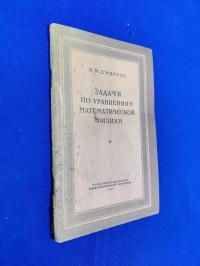 М. М. СМИРНОВ
ЗАДАЧИ
ПО УРАВНЕНИЯМ
МАТЕМАТИЧЕСКОЙ
ФИЗИКИ